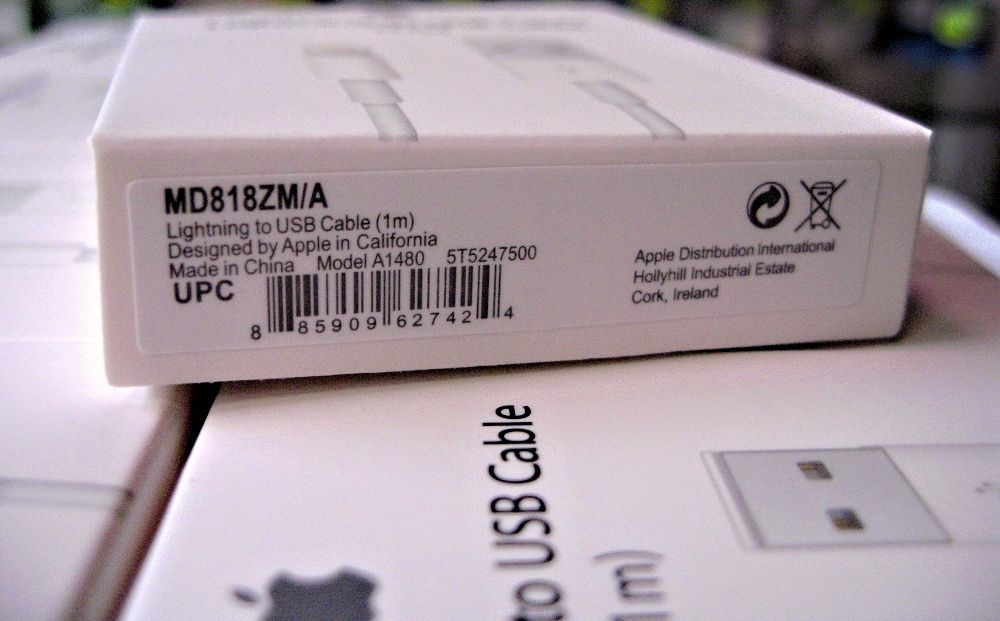 MD818ZM/A
Lightning to USB Cable (1m)
Designed by Apple in California
Made in China Model A1480 5T5247500
UPC
8 85909 62742 4
Apple Distribution International
Hollyhill Industrial Estate
Cork, Ireland
to USB Cable